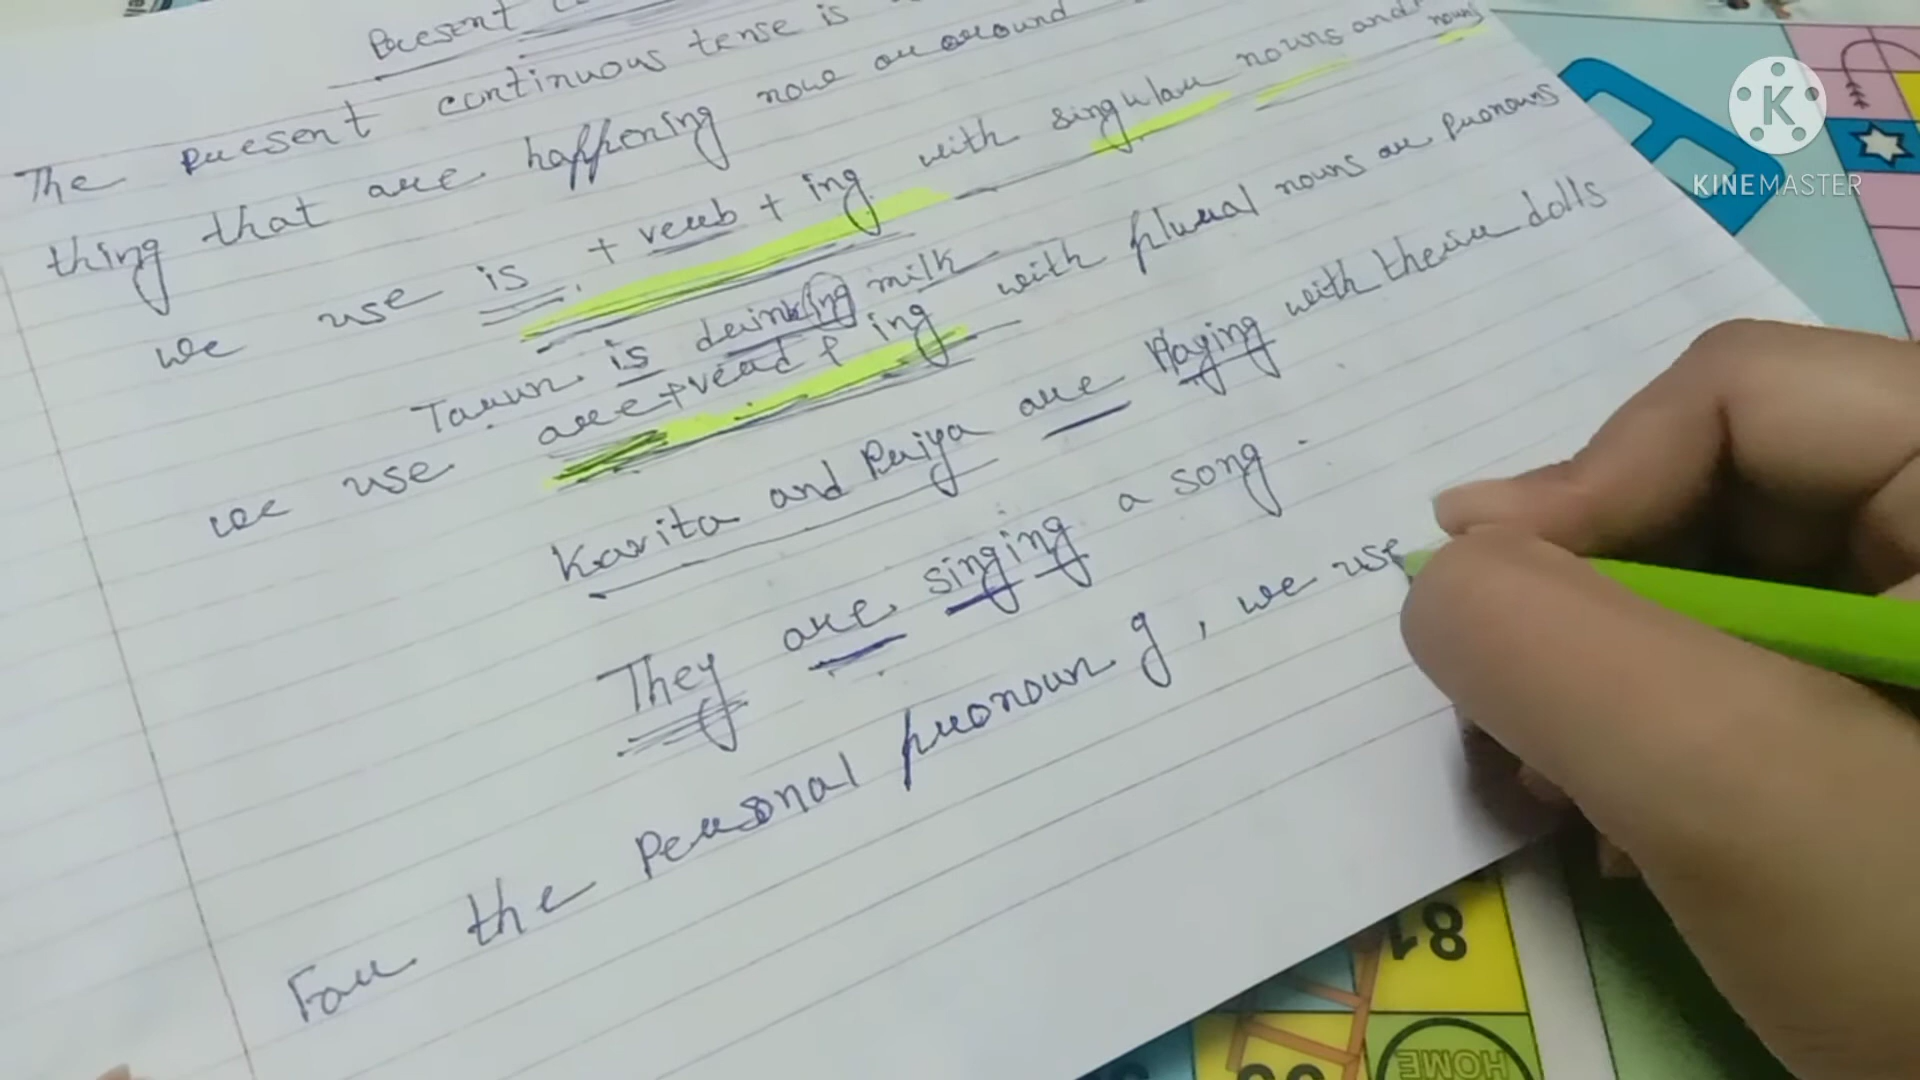 Present
The present continuous tense is
thing that are happening now or around
we use is + verb + ing with singular nouns and nouns
Tarun is drinking milk
we use are + verb + ing with plural nouns or pronouns
Kavita and Priya are Playing with their dolls
They are singing a song.
For the Personal pronoun I, we use
K
KINEMASTER
81
HOME